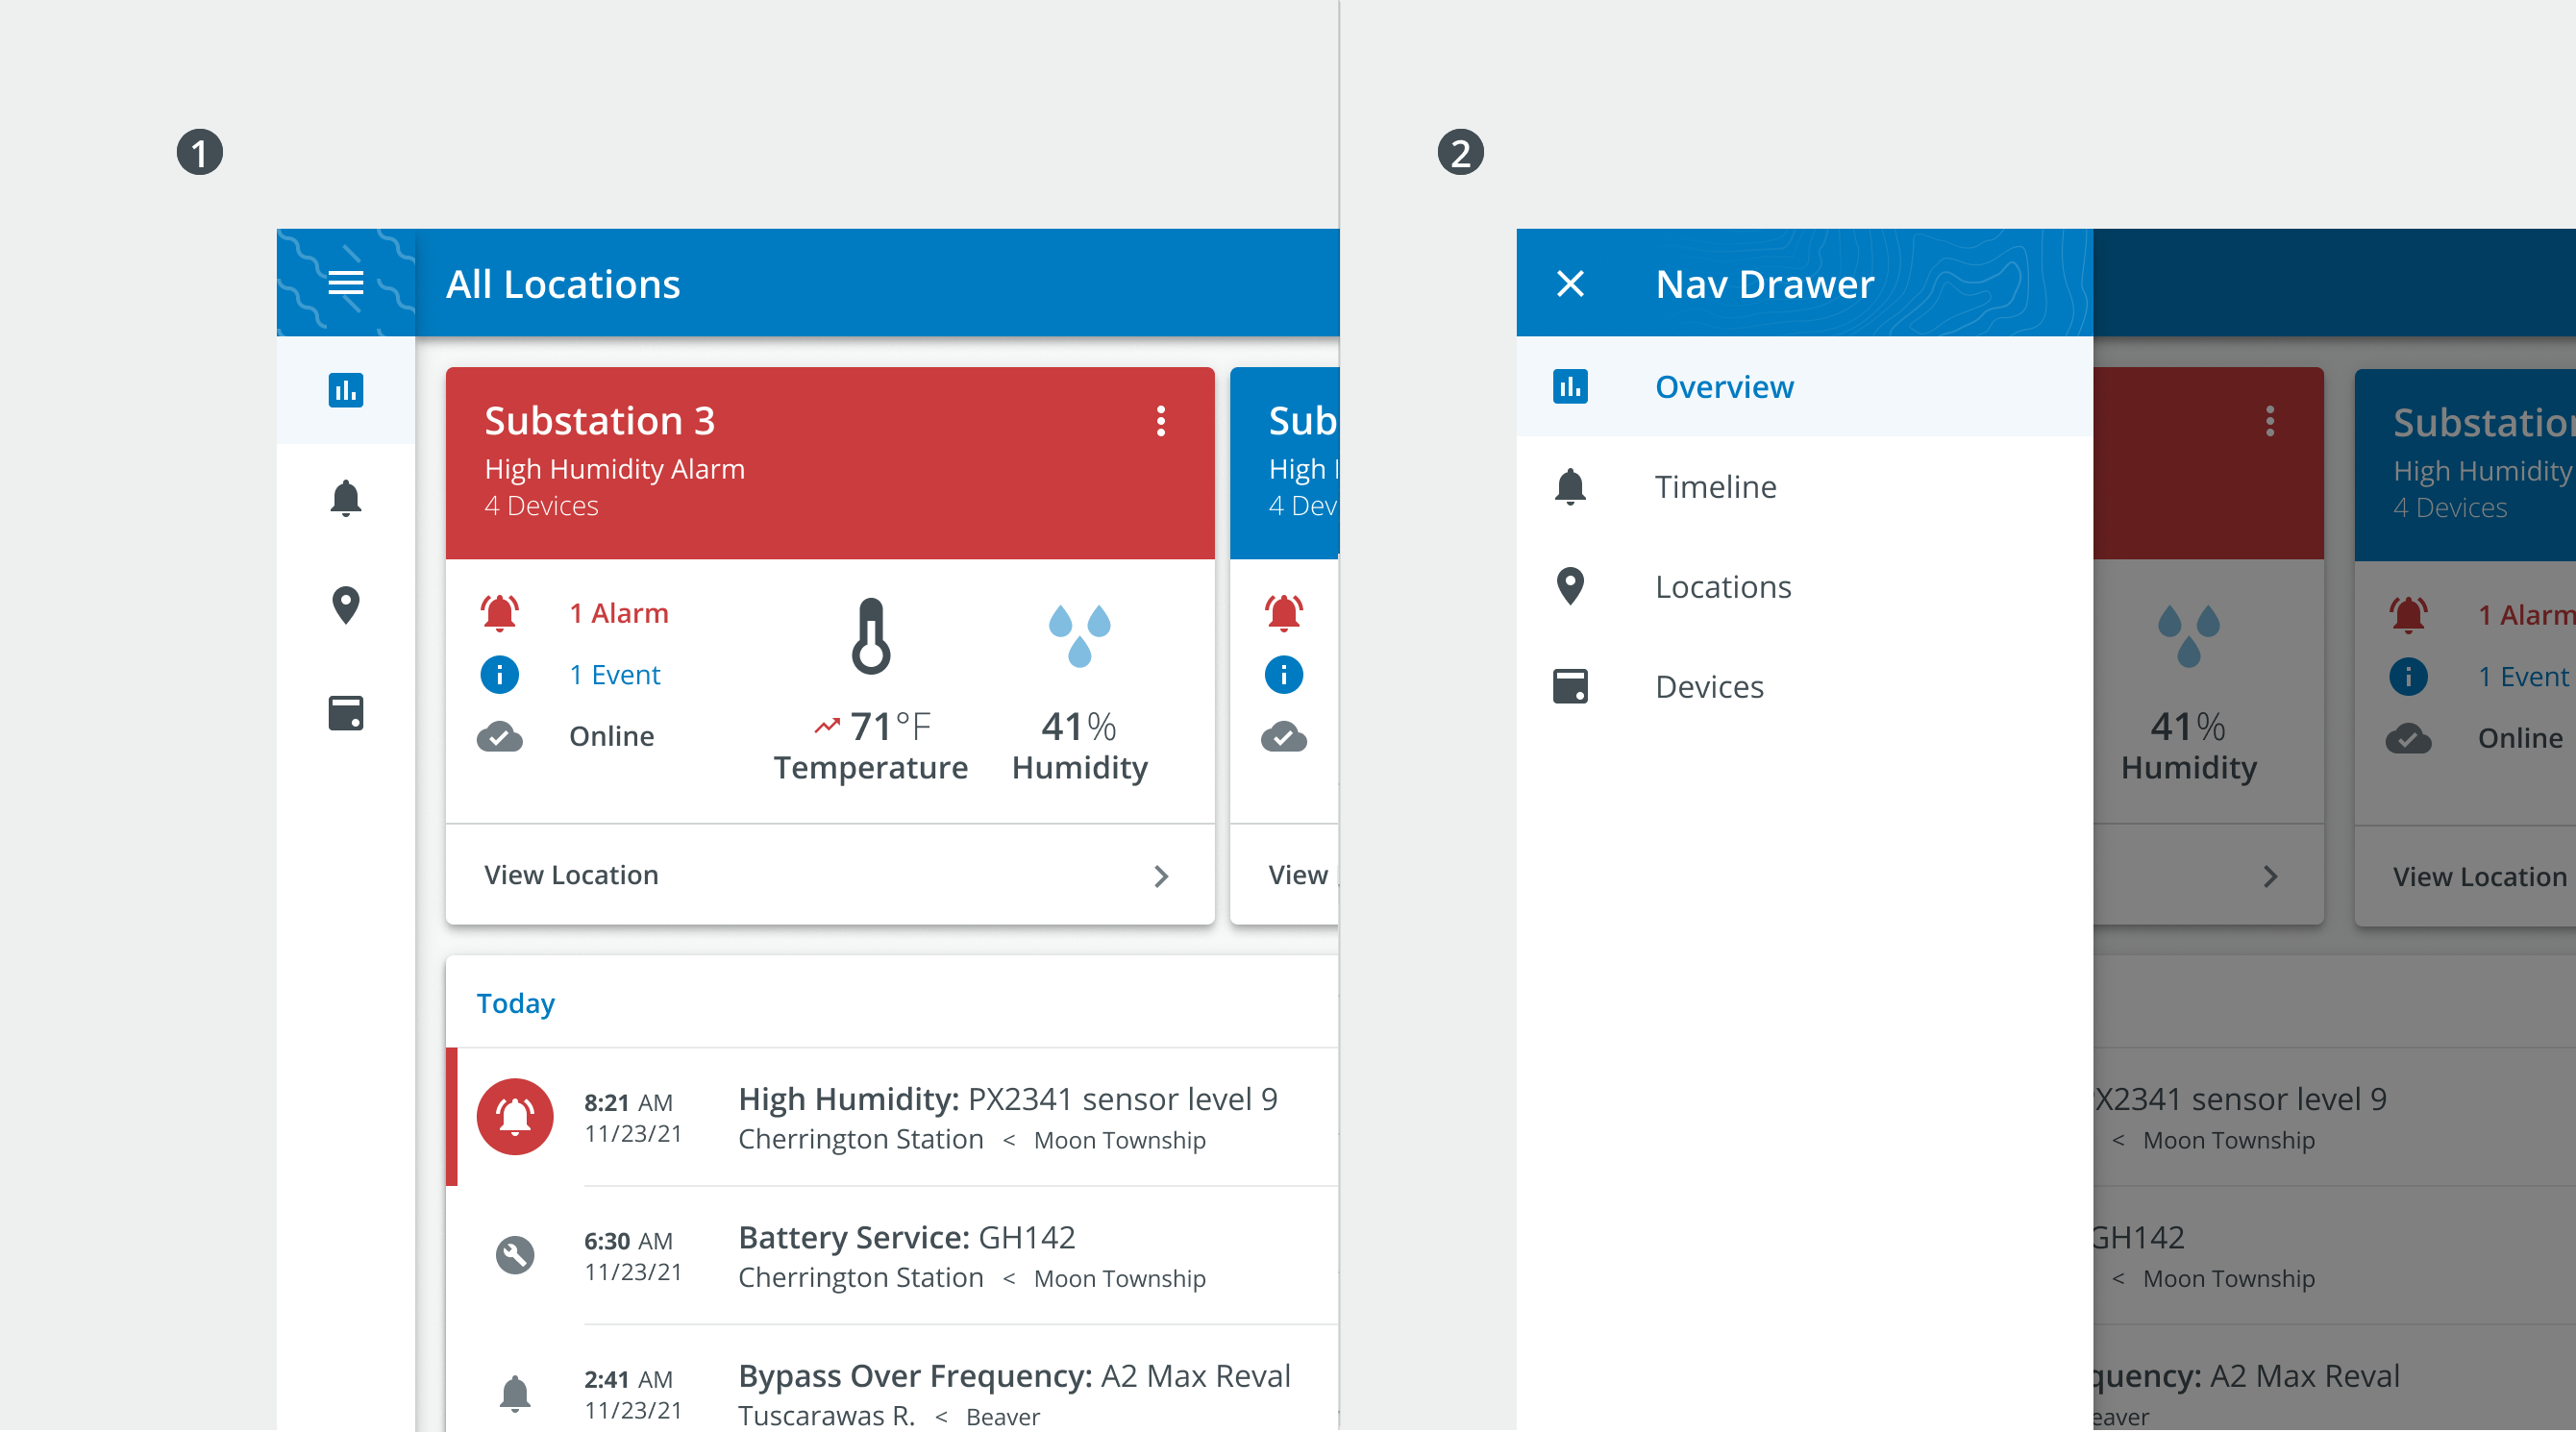 1
All Locations
Substation 3
High Humidity Alarm
4 Devices
1 Alarm
1 Event
Online
71°F
Temperature
41%
Humidity
View Location
Sub
High
4 Dev
View
Today
8:21 AM
11/23/21
High Humidity: PX2341 sensor level 9
Cherrington Station < Moon Township
6:30 AM
11/23/21
Battery Service: GH142
Cherrington Station < Moon Township
2:41 AM
11/23/21
Bypass Over Frequency: A2 Max Reval
Tuscarawas R. < Beaver
2
Nav Drawer
Overview
Timeline
Locations
Devices
41%
Humidity
Substation
High Humidity
4 Devices
1 Alarm
1 Event
Online
View Location
PX2341 sensor level 9
< Moon Township
GH142
< Moon Township
quency: A2 Max Reval
eaver